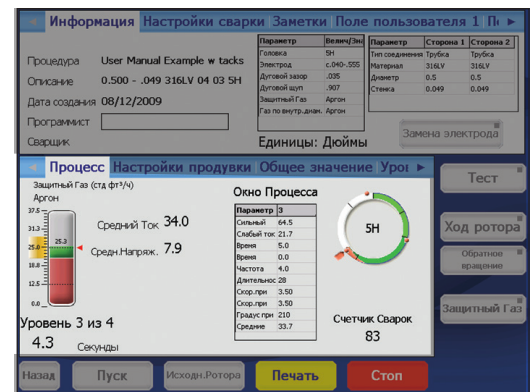 Информация Настройки сварки Заметки Поле пользователя 1
Процедура User Manual Example w tacks
Описание 0.500 - .049 316LV 04 03 5H
Дата создания 08/12/2009
Программист
Сварщик
Параметр Велич/Зна
Головка 5H
Электрод с.040-.555
Дуговой зазор .035
Дуговой щуп .907
Защитный Газ Аргон
Газ по внутр.диам. Аргон
Единицы: Дюймы
Параметр Сторона 1 Сторона 2
Тип соединения Трубка Трубка
Материал 316LV 316LV
Диаметр 0.5 0.5
Стенка 0.049 0.049
Замена электрода
Процесс Настройки продувки Общее значение
Защитный Газ (стд фт³/ч)
Аргон
37.5
31.3
25.0
25.3
18.8
12.5
0.0
Средний Ток 34.0
Средн.Напряж. 7.9
Уровень 3 из 4
4.3 Секунды
Окно Процесса
Параметр 3
Сильный 64.5
Слабый ток 21.7
Время 5.0
Время 0.0
Частота 4.0
Длительнос 28
Скор.при 3.50
Скор.при 3.50
Градус при 210
Средние 33.7
5H
Счетчик Сварок
83
Тест
Ход ротора
Обратное
вращение
Защитный Газ
Назад Пуск Исходн.Ротора Печать Стоп